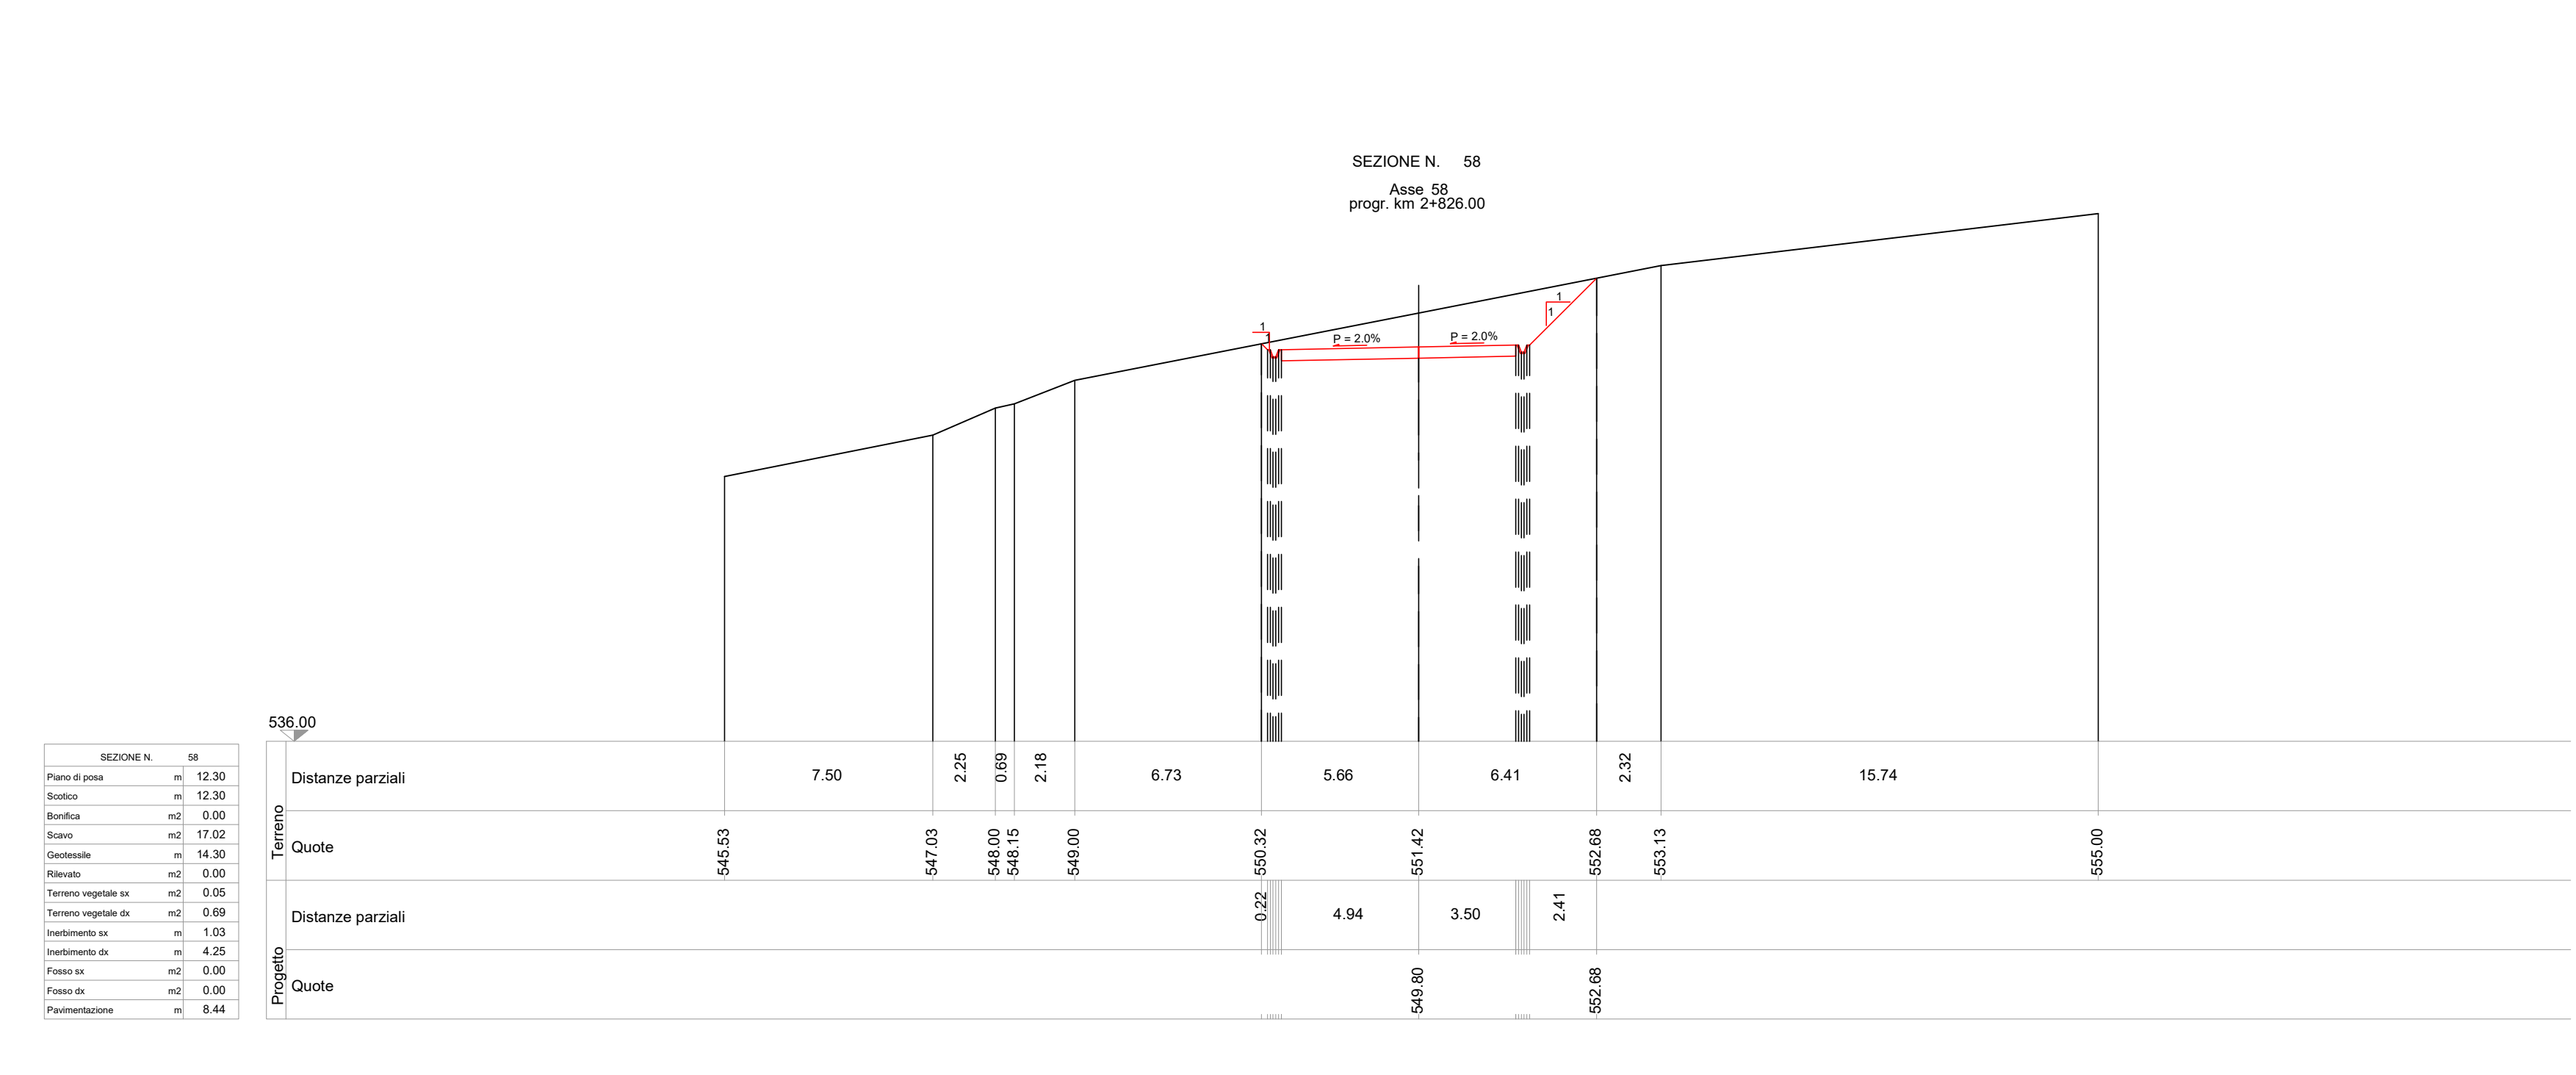 SEZIONE N. 58
Asse 58
progr. km 2+826.00
1
1
P = 2.0%
P = 2.0%
1
1
536.00
SEZIONE N. 58
Piano di posa m 12.30
Scotico m 12.30
Bonifica m2 0.00
Scavo m2 17.02
Geotessile m 14.30
Rilevato m2 0.00
Terreno vegetale sx m2 0.05
Terreno vegetale dx m2 0.69
Inerbimento sx m 1.03
Inerbimento dx m 4.25
Fosso sx m2 0.00
Fosso dx m2 0.00
Pavimentazione m 8.44
Terreno
Distanze parziali 7.50 2.25 0.69 2.18 6.73 5.66 6.41 2.32 15.74
Quote 545.53 547.03 548.00 548.15 549.00 550.32 551.42 552.68 553.13 555.00
Progetto
Distanze parziali 0.22 4.94 3.50 2.41
Quote 549.80 552.68